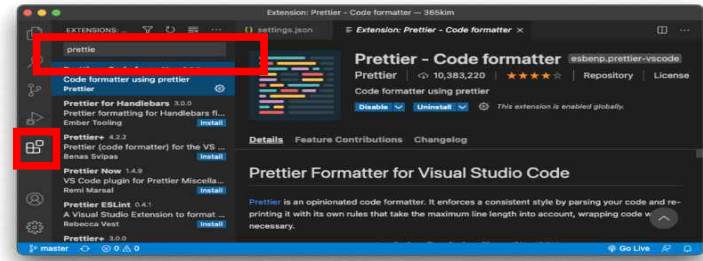 Extension: Prettier - Code formatter — 365kim
EXTENSIONS: ...
prettie
Code formatter using prettier
Prettier
Prettier for Handlebars 3.0.0
Prettier formatting for Handlebars fi...
Ember Tooling Install
Prettier+ 4.2.2
Prettier (code formatter) for the VS ...
Benas Svipas Install
Prettier Now 1.4.9
VS Code plugin for Prettier Miscella...
Remi Marsal Install
Prettier ESLint 0.4.1
A Visual Studio Extension to format ...
Rebecca Vest Install
Prettier+ 3.0.0
settings.json Extension: Prettier - Code formatter
Prettier - Code formatter esbenp.prettier-vscode
Prettier 10,383,220 Repository License
Code formatter using prettier
Disable Uninstall This extension is enabled globally.
Details Feature Contributions Changelog
Prettier Formatter for Visual Studio Code
Prettier is an opinionated code formatter. It enforces a consistent style by parsing your code and re-
printing it with its own rules that take the maximum line length into account, wrapping code w
necessary.
master 0 0 Go Live